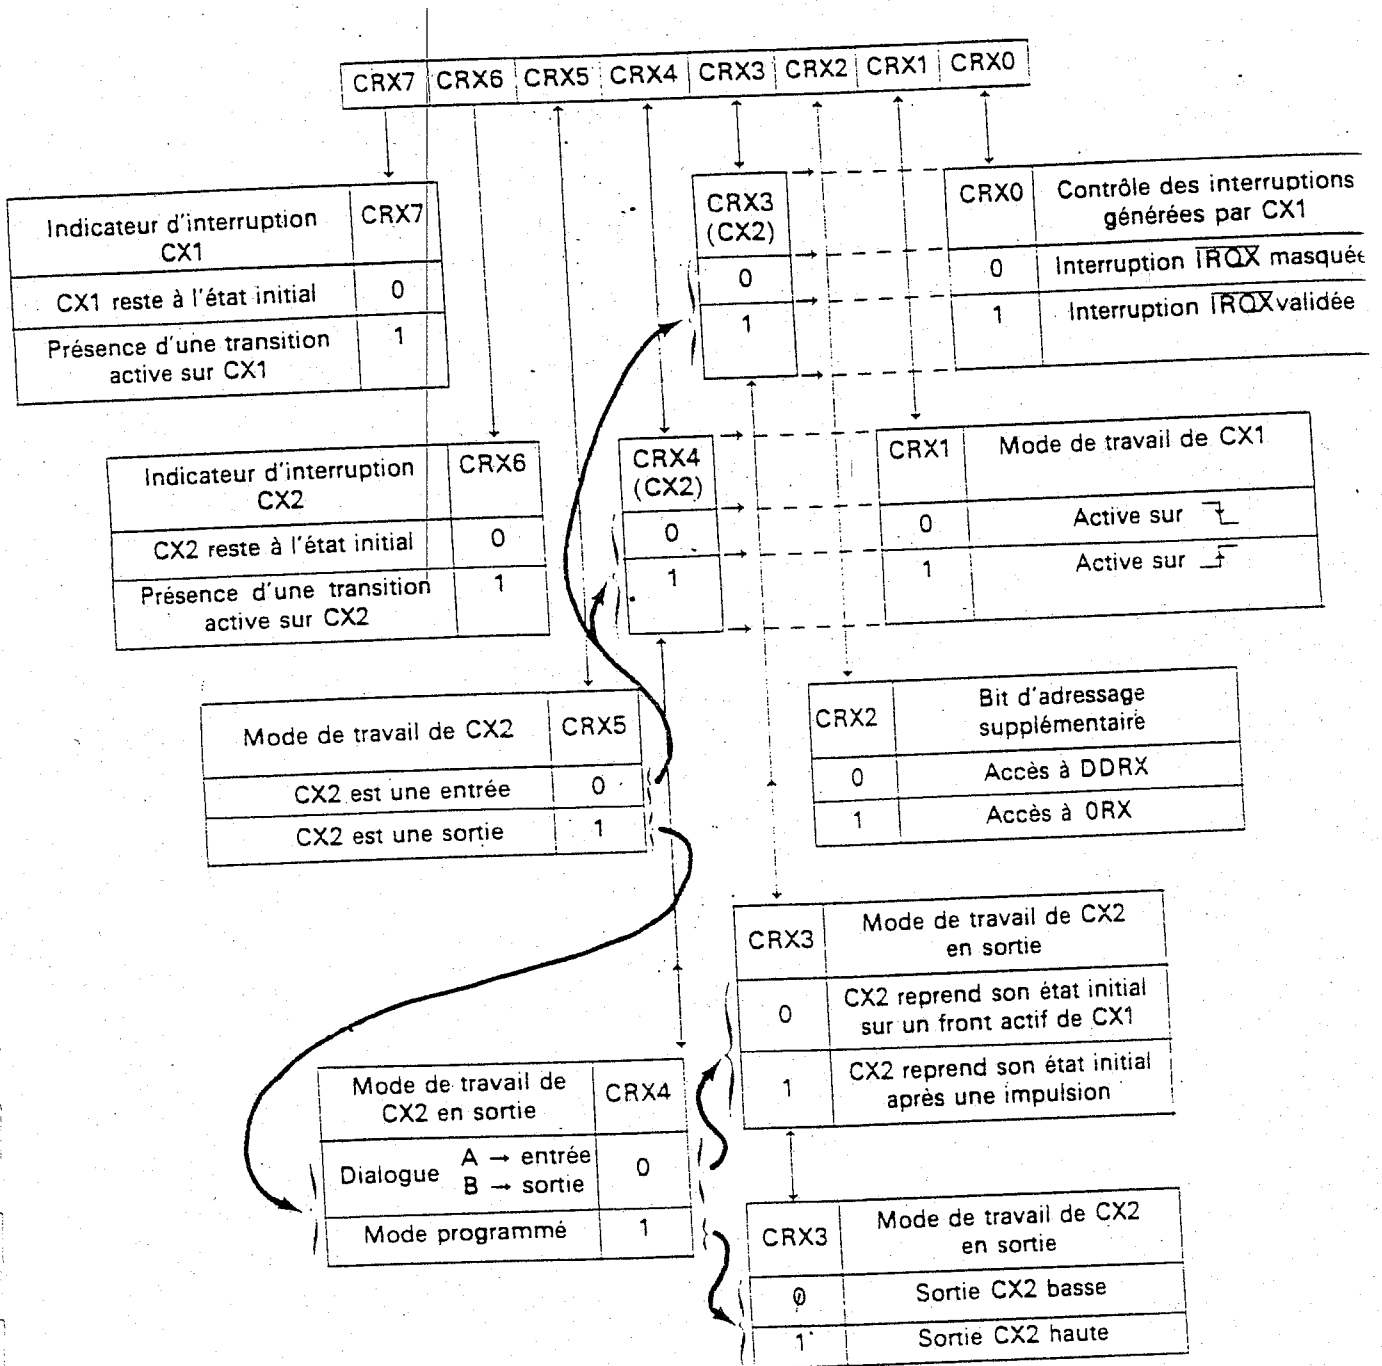 CRX7 CRX6 CRX5 CRX4 CRX3 CRX2 CRX1 CRX0
Indicateur d'interruption CX1 CRX7
CX1 reste à l'état initial 0
Présence d'une transition active sur CX1 1
CRX3 (CX2)
0
1
CRX0 Contrôle des interruptions générées par CX1
0 Interruption IRQX masquée
1 Interruption IRQX validée
Indicateur d'interruption CX2 CRX6
CX2 reste à l'état initial 0
Présence d'une transition active sur CX2 1
CRX4 (CX2)
0
1
CRX1 Mode de travail de CX1
0 Active sur
1 Active sur
Mode de travail de CX2 CRX5
CX2 est une entrée 0
CX2 est une sortie 1
CRX2 Bit d'adressage supplémentaire
0 Accès à DDRX
1 Accès à ORX
CRX3 Mode de travail de CX2 en sortie
0 CX2 reprend son état initial sur un front actif de CX1
1 CX2 reprend son état initial après une impulsion
Mode de travail de CX2 en sortie CRX4
Dialogue A → entrée B → sortie 0
Mode programmé 1
CRX3 Mode de travail de CX2 en sortie
0 Sortie CX2 basse
1 Sortie CX2 haute